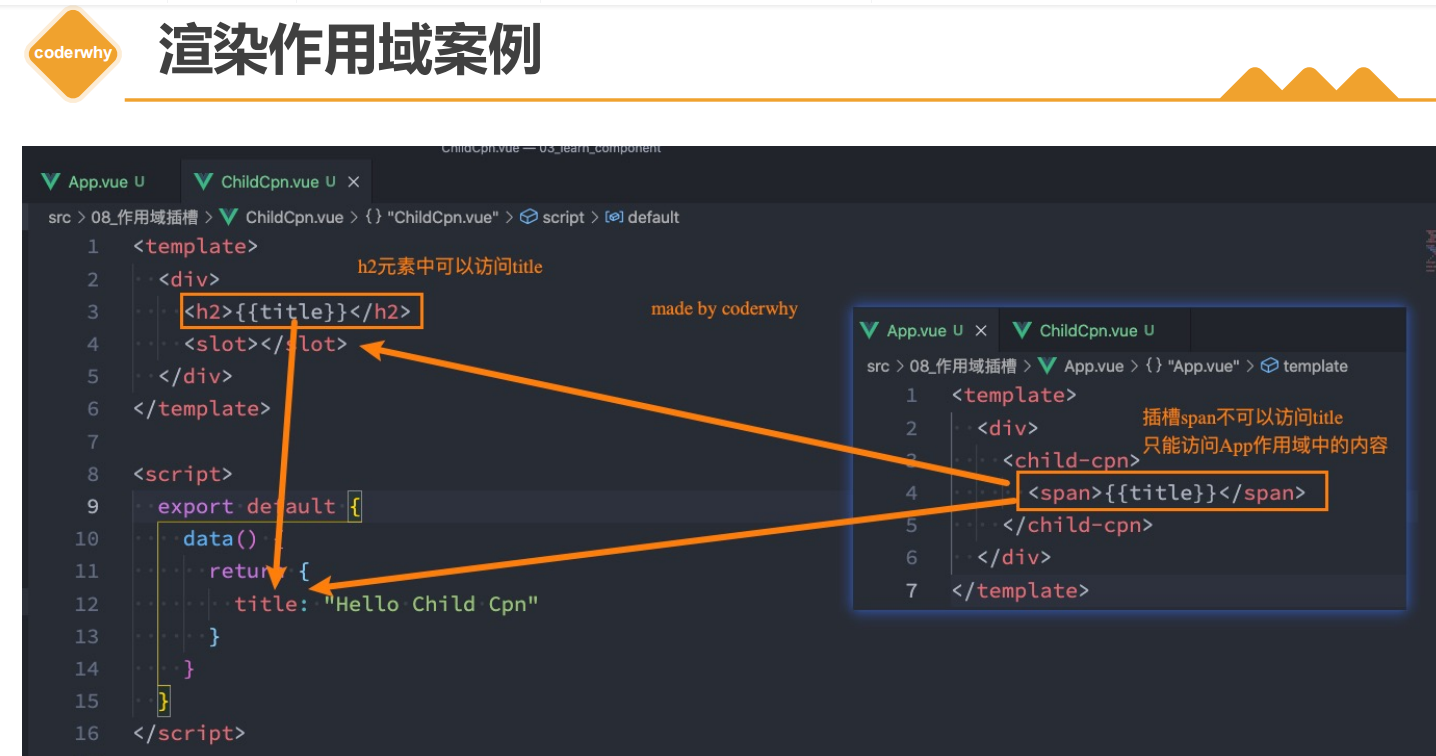 coderwhy
渲染作用域案例
ChildCpn.vue — 03_learn_component
App.vue U
ChildCpn.vue U ×
src > 08_作用域插槽 > ChildCpn.vue > {} "ChildCpn.vue" > script > default
1 <template>
2 <div>
h2元素中可以访问title
3 <h2>{{title}}</h2>
made by coderwhy
4 <slot></slot>
5 </div>
6 </template>
7
8 <script>
9 export default {
10 data() {
11 return {
12 title: "Hello Child Cpn"
13 }
14 }
15 }
16 </script>
App.vue U ×
ChildCpn.vue U
src > 08_作用域插槽 > App.vue > {} "App.vue" > template
1 <template>
插槽span不可以访问title
2 <div>
只能访问App作用域中的内容
3 <child-cpn>
4 <span>{{title}}</span>
5 </child-cpn>
6 </div>
7 </template>